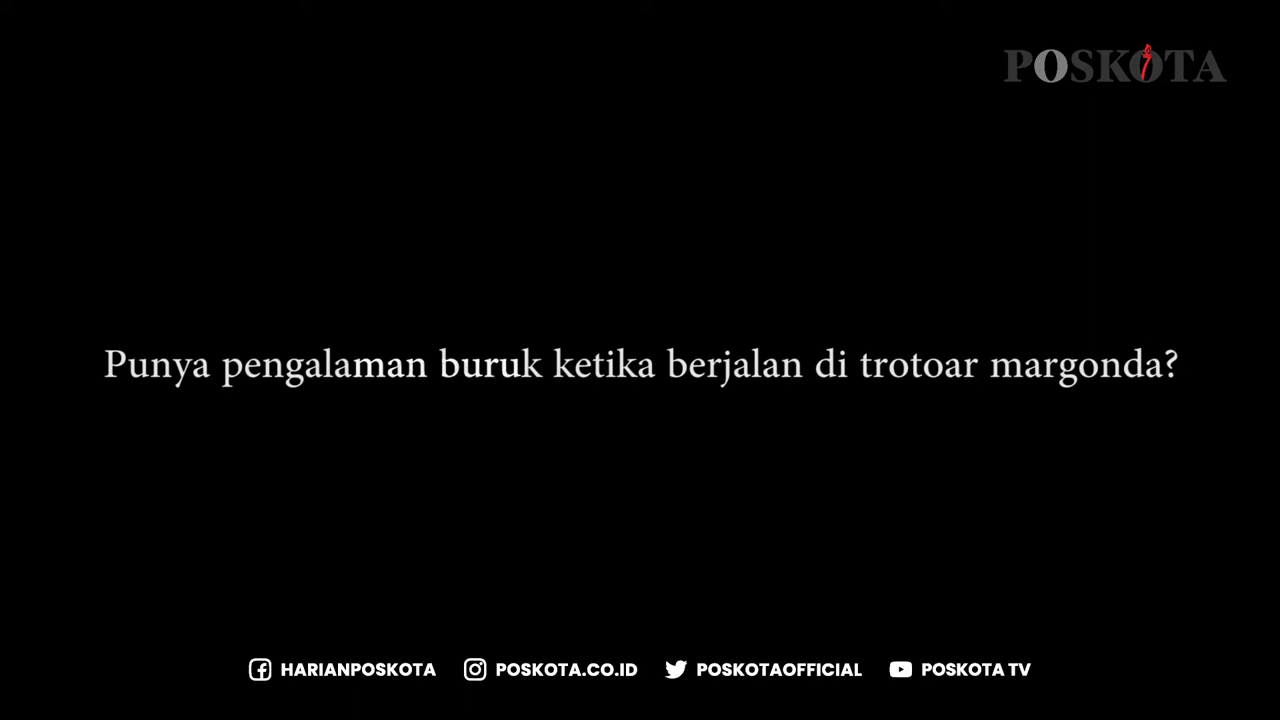 POSKOTA
Punya pengalaman buruk ketika berjalan di trotoar margonda?
HARIANPOSKOTA POSKOTA.CO.ID POSKOTAOFFICIAL POSKOTA TV